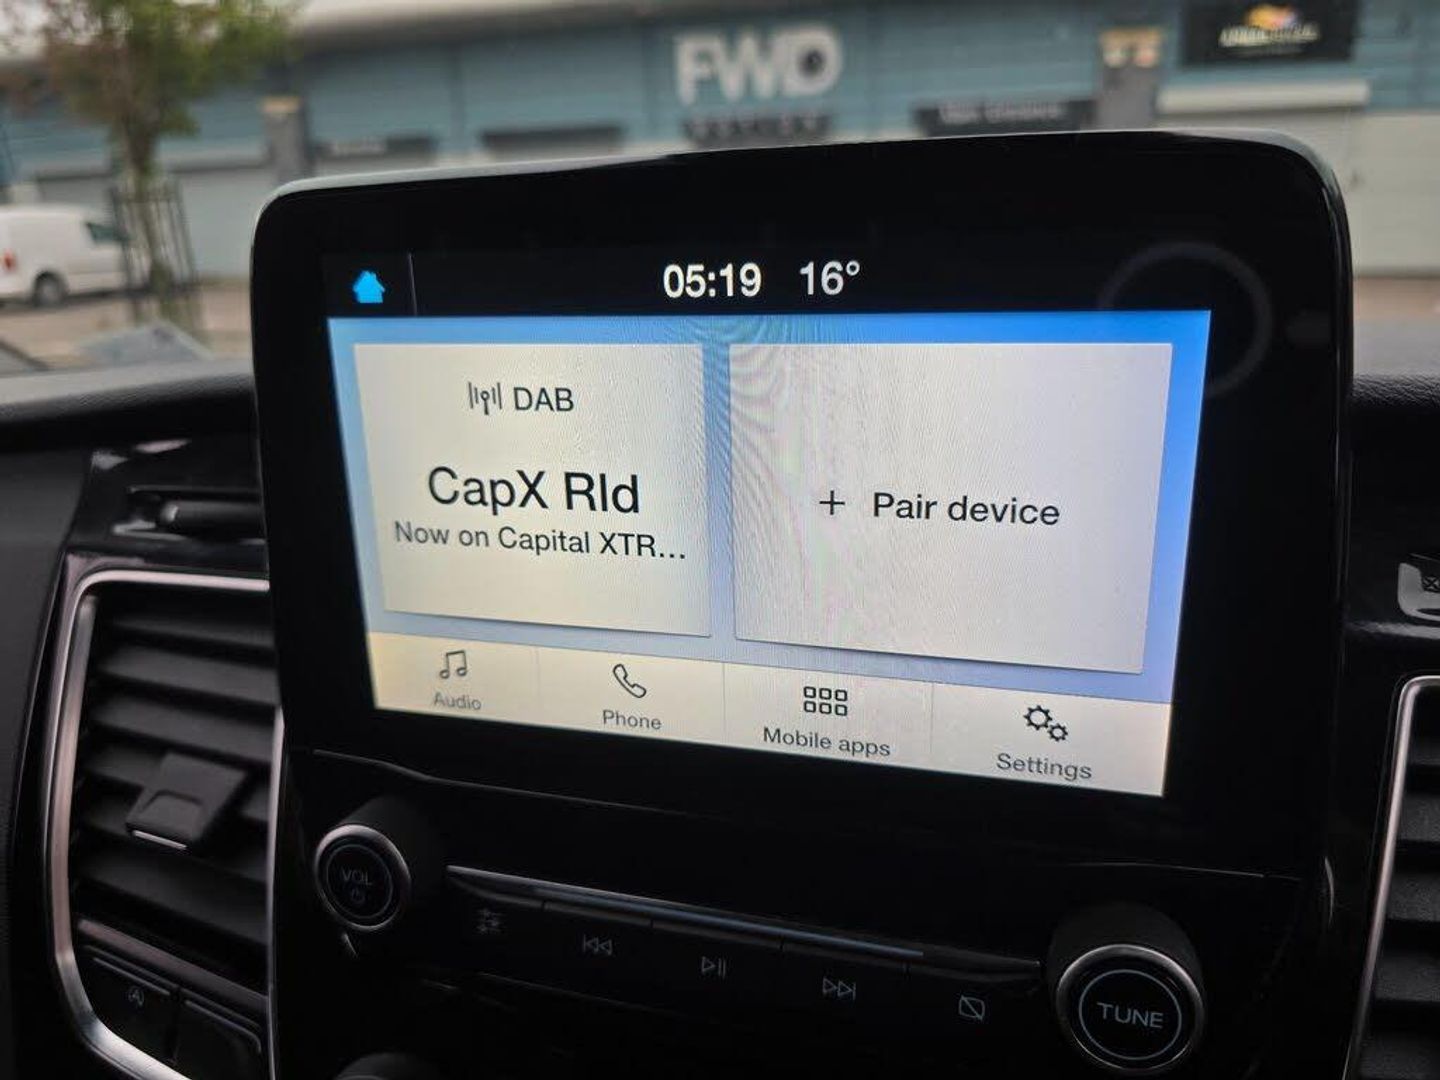 FWD
05:19 16°
DAB
CapX Rld
Now on Capital XTR...
+ Pair device
Audio
Phone
Mobile apps
Settings
VOL
TUNE